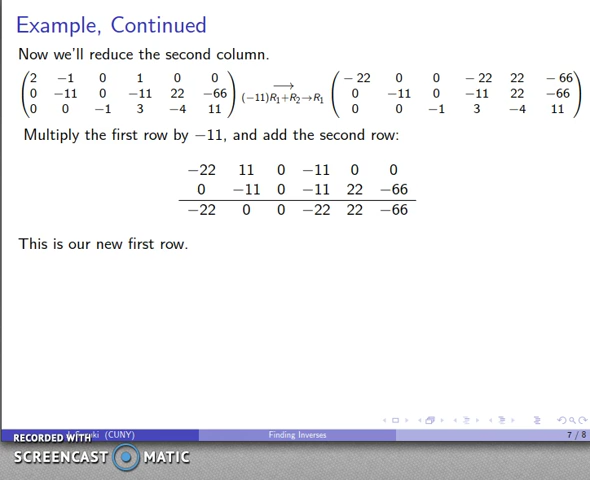 Example, Continued
Now we'll reduce the second column.
2 −1 0 1 0 0
0 −11 0 −11 22 −66
0 0 −1 3 −4 11
⟶
(−11)R₁+R₂→R₁
−22 0 0 −22 22 −66
0 −11 0 −11 22 −66
0 0 −1 3 −4 11
Multiply the first row by −11, and add the second row:
−22 11 0 −11 0 0
0 −11 0 −11 22 −66
−22 0 0 −22 22 −66
This is our new first row.
(CUNY) Finding Inverses 7 / 8
RECORDED WITH
SCREENCAST MATIC